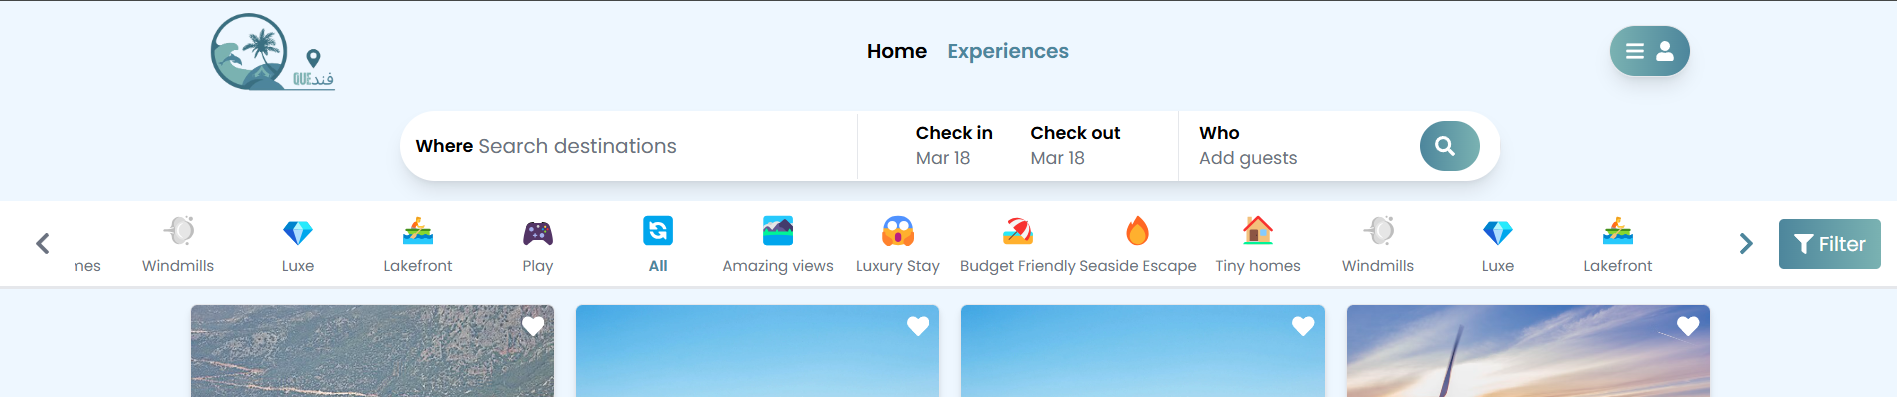 QUEفند
Home Experiences
Where Search destinations
Check in Check out Who
Mar 18 Mar 18 Add guests
nes Windmills Luxe Lakefront Play All Amazing views Luxury Stay Budget Friendly Seaside Escape Tiny homes Windmills Luxe Lakefront
Filter